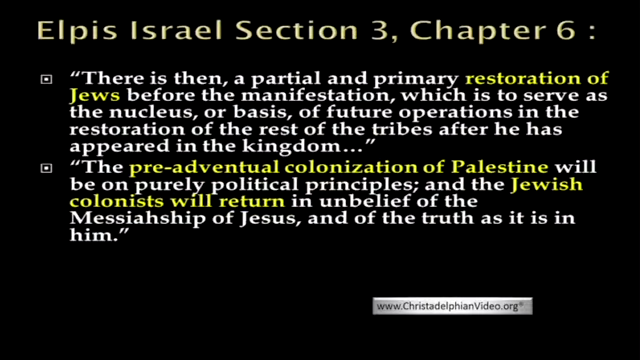 Elpis Israel Section 3, Chapter 6 :
“There is then, a partial and primary restoration of
Jews before the manifestation, which is to serve as
the nucleus, or basis, of future operations in the
restoration of the rest of the tribes after he has
appeared in the kingdom…”
“The pre-adventual colonization of Palestine will
be on purely political principles; and the Jewish
colonists will return in unbelief of the
Messiahship of Jesus, and of the truth as it is in
him.”
www.ChristadelphianVideo.org®